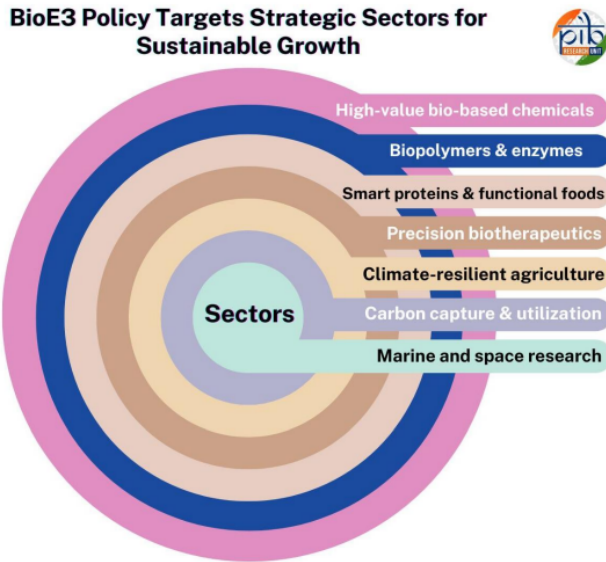 BioE3 Policy Targets Strategic Sectors for
Sustainable Growth
pib
RESEARCH UNIT
High-value bio-based chemicals
Biopolymers & enzymes
Smart proteins & functional foods
Precision biotherapeutics
Climate-resilient agriculture
Carbon capture & utilization
Marine and space research
Sectors